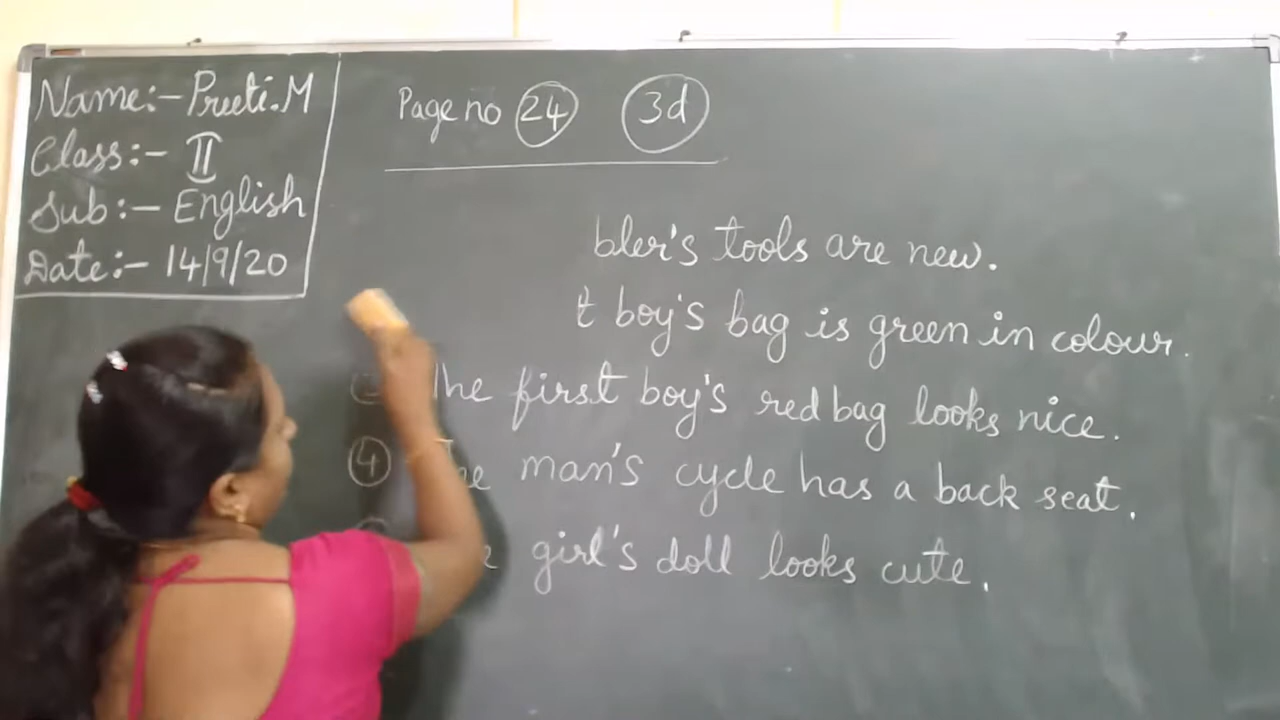 Name:- Preeti.M
Class:- II
Sub:- English
Date:- 14/9/20
Page no 24 3d
bler's tools are new.
t boy's bag is green in colour.
The first boy's red bag looks nice.
4 The man's cycle has a back seat.
girl's doll looks cute.